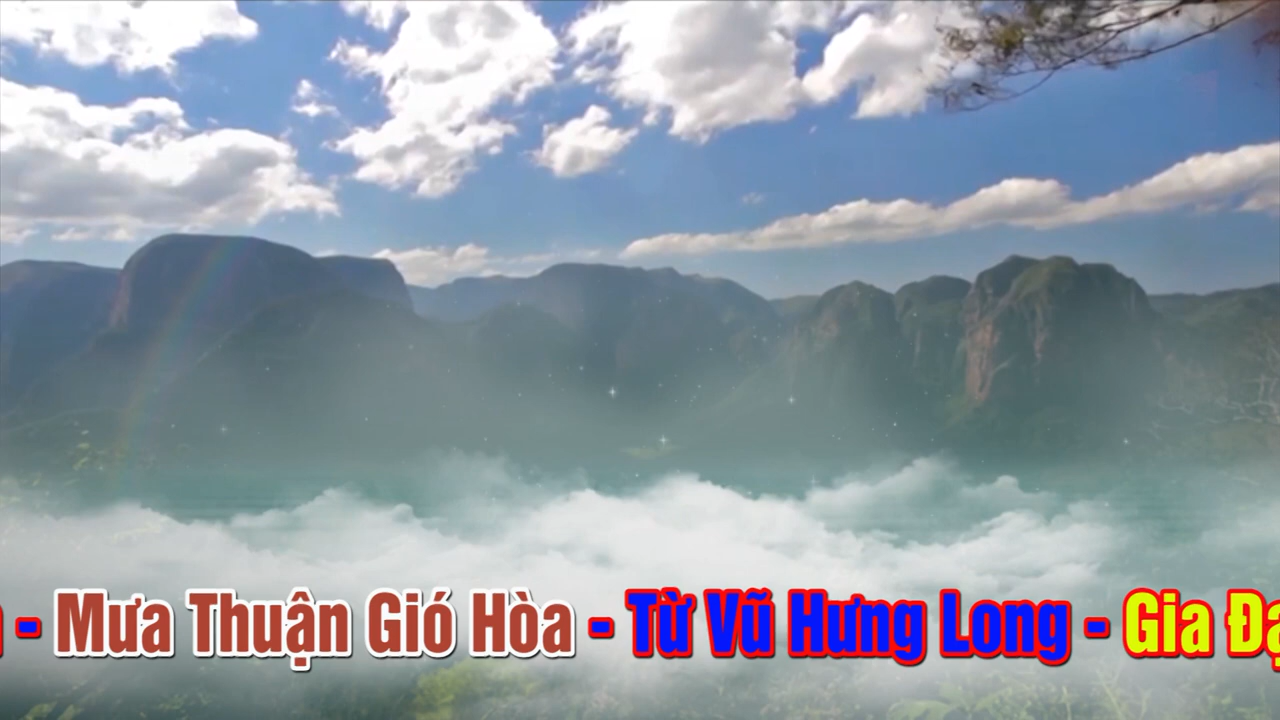 - Mưa Thuận Gió Hòa - Từ Vũ Hưng Long - Gia